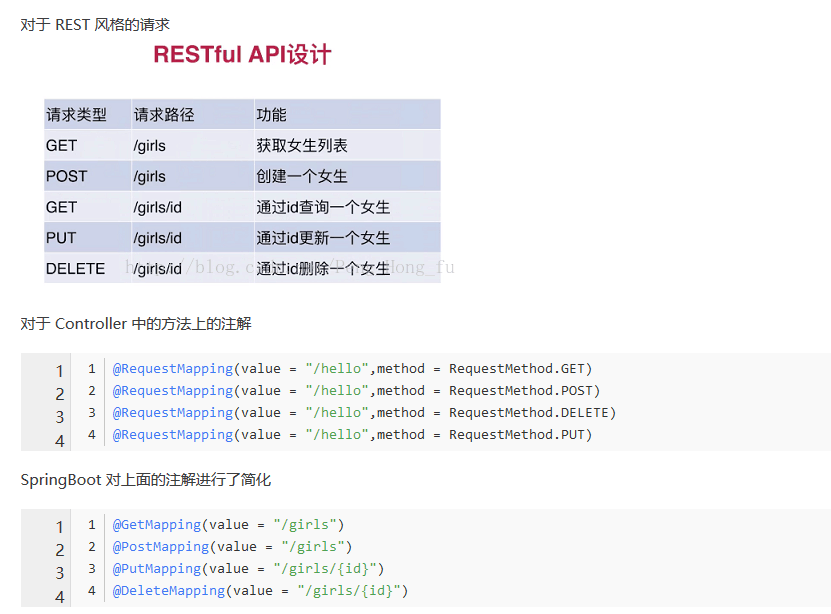 对于 REST 风格的请求
RESTful API设计
请求类型 请求路径 功能
GET /girls 获取女生列表
POST /girls 创建一个女生
GET /girls/id 通过id查询一个女生
PUT /girls/id 通过id更新一个女生
DELETE /girls/id 通过id删除一个女生
对于 Controller 中的方法上的注解
1 1 @RequestMapping(value = "/hello",method = RequestMethod.GET)
2 2 @RequestMapping(value = "/hello",method = RequestMethod.POST)
3 3 @RequestMapping(value = "/hello",method = RequestMethod.DELETE)
4 4 @RequestMapping(value = "/hello",method = RequestMethod.PUT)
SpringBoot 对上面的注解进行了简化
1 1 @GetMapping(value = "/girls")
2 2 @PostMapping(value = "/girls")
3 3 @PutMapping(value = "/girls/{id}")
4 4 @DeleteMapping(value = "/girls/{id}")